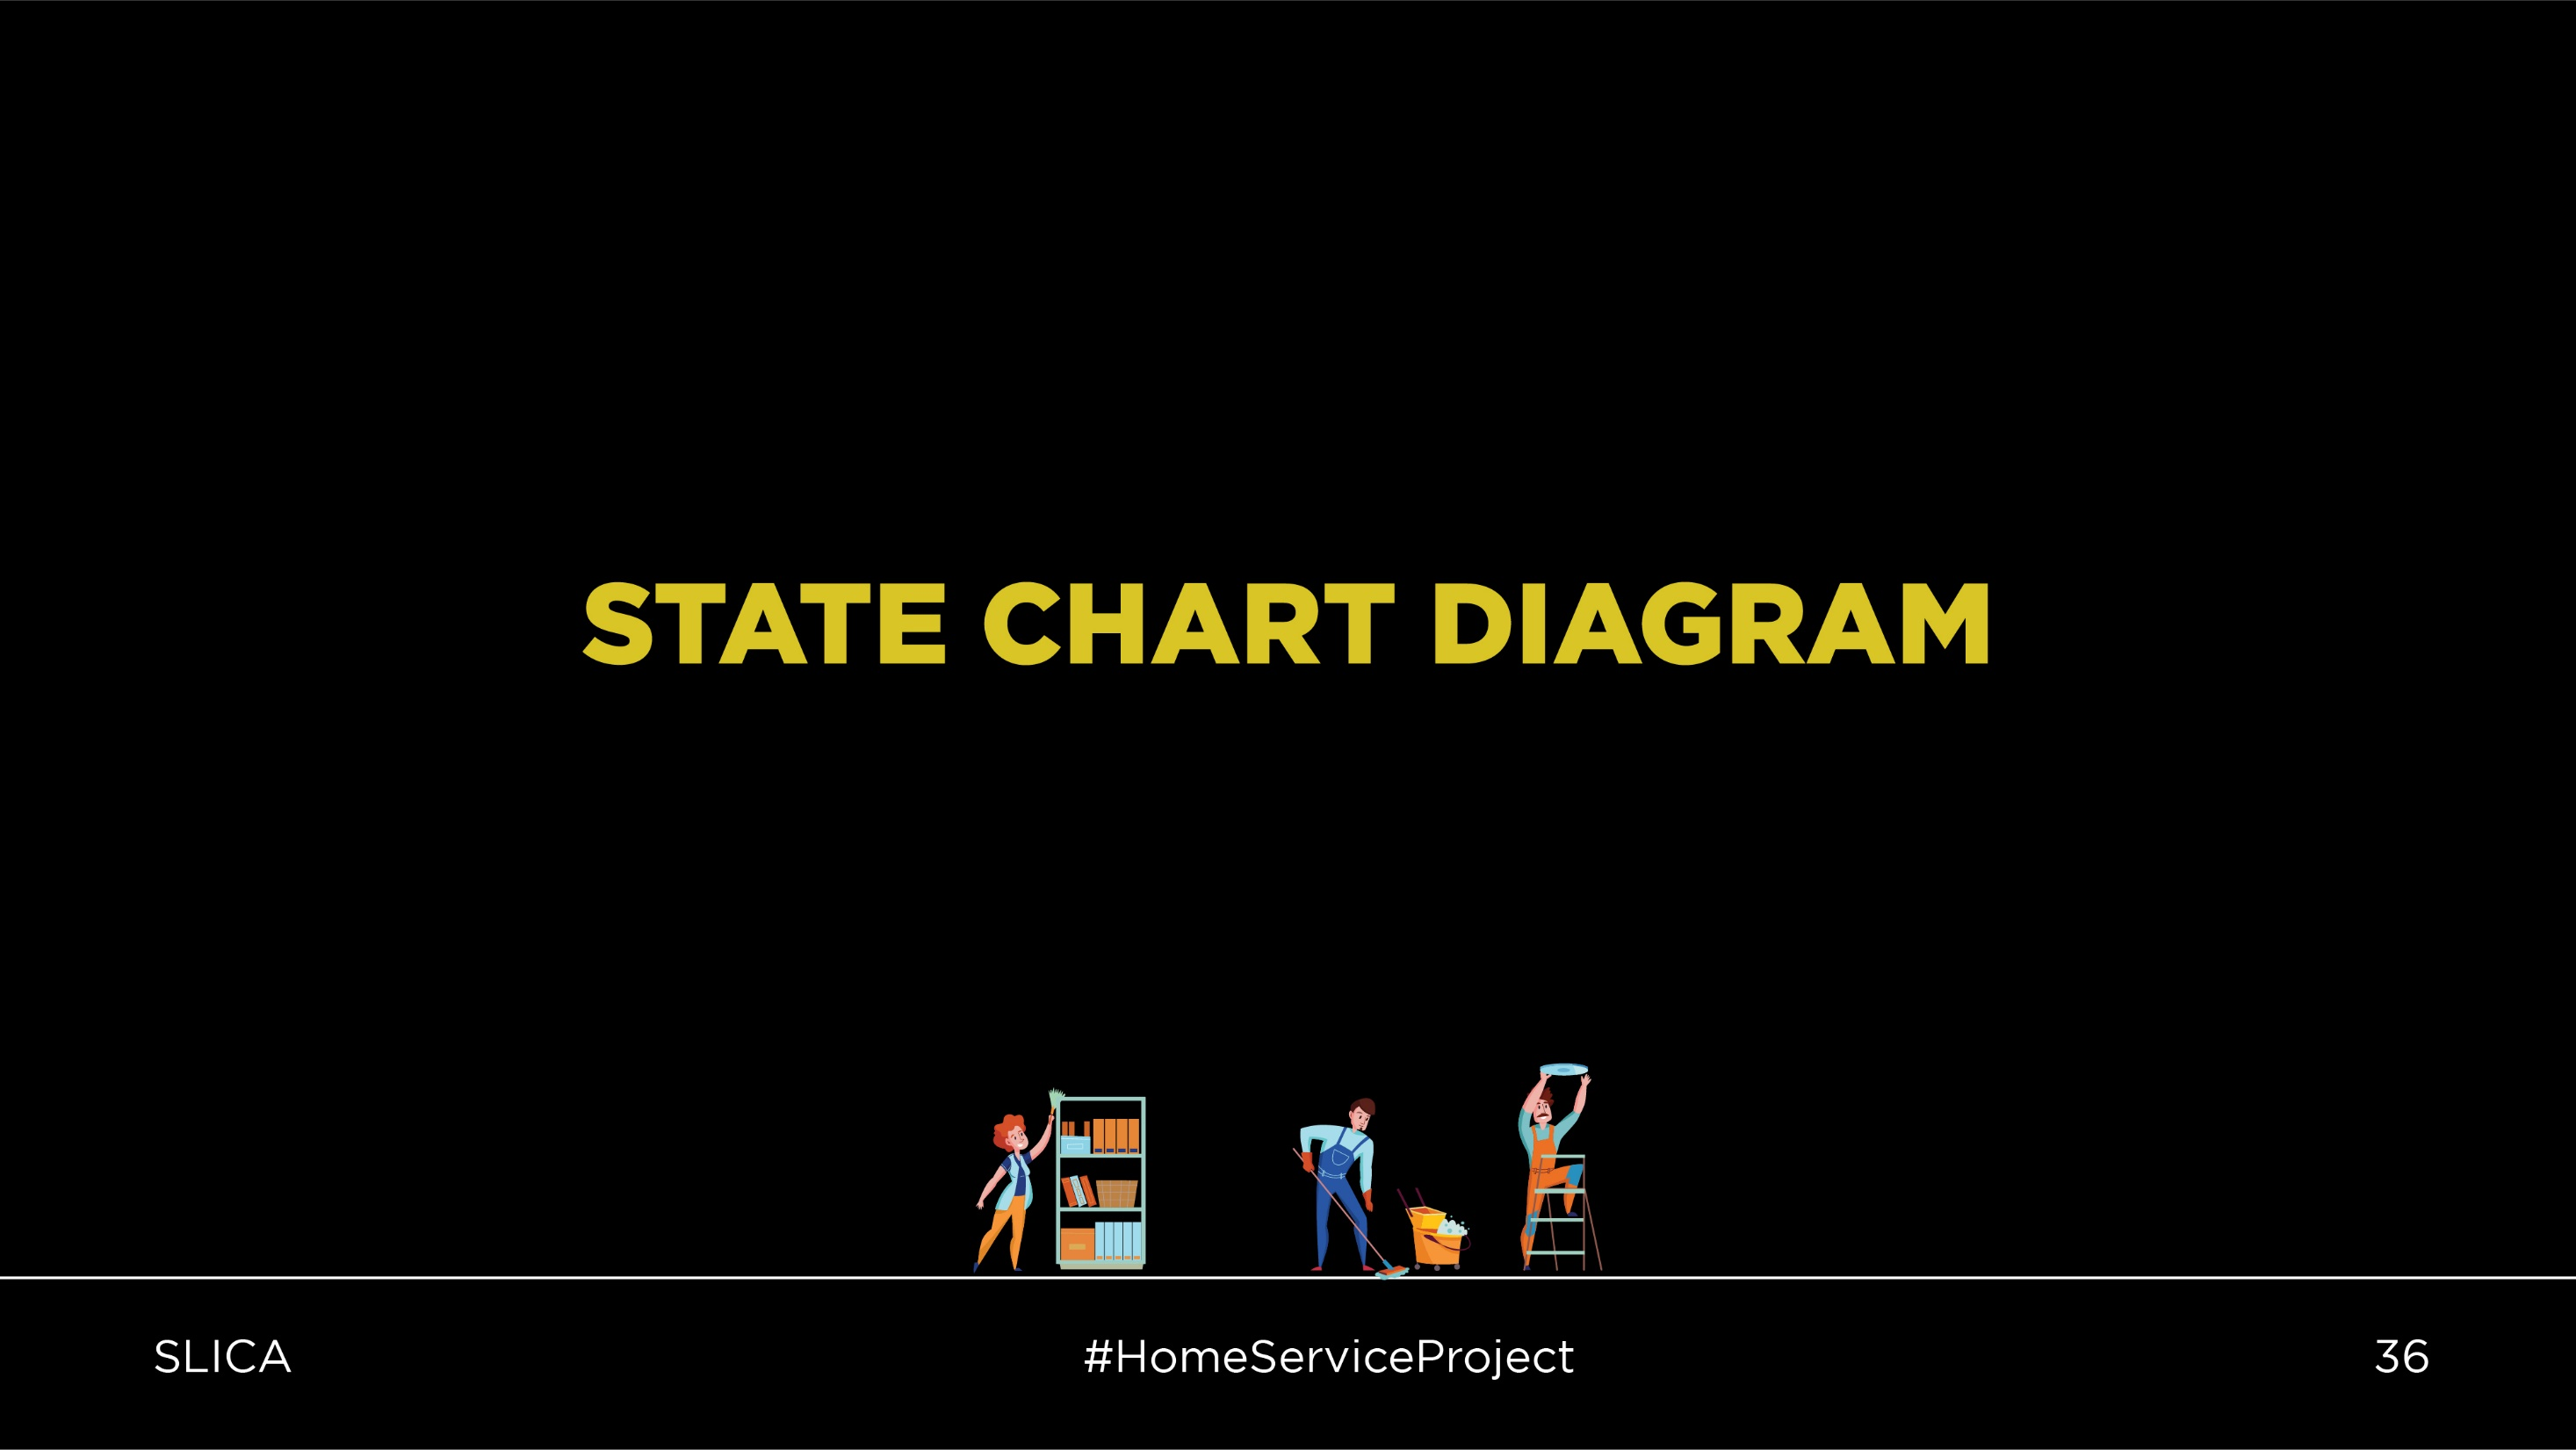 STATE CHART DIAGRAM
SLICA
#HomeServiceProject
36